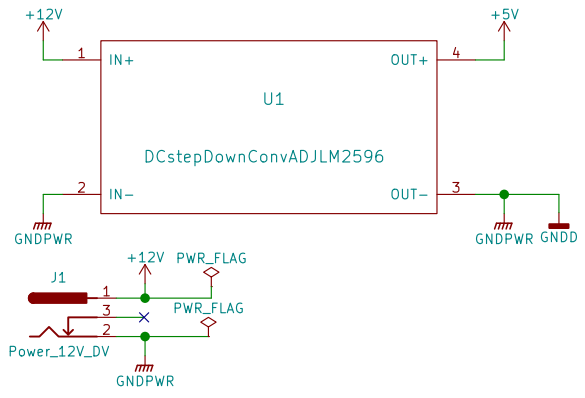 +12V
+5V
1
IN+
OUT+
4
U1
DCstepDownConvADJLM2596
2
IN-
OUT-
3
GNDPWR
GNDPWR
GNDD
+12V
PWR_FLAG
J1
1
PWR_FLAG
3
2
Power_12V_DV
GNDPWR